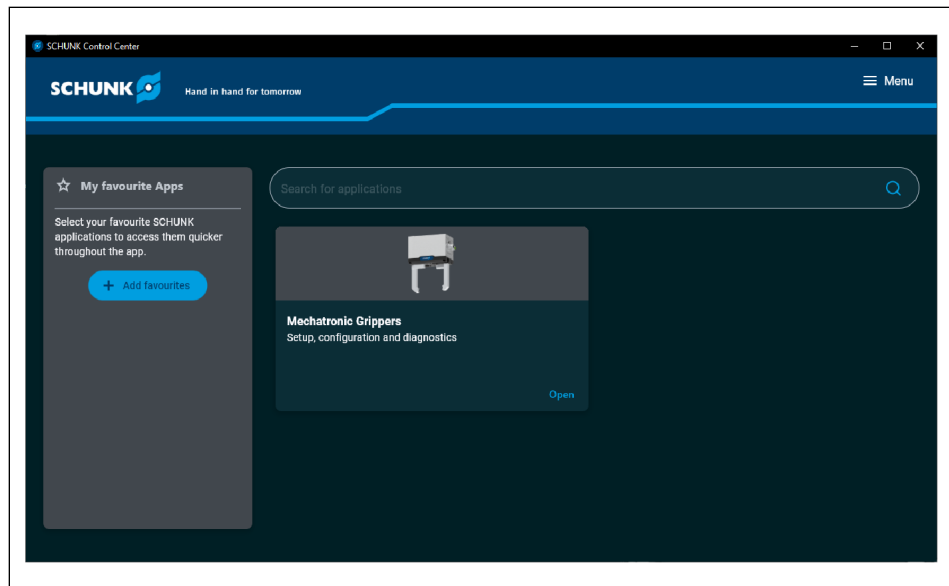 SCHUNK Control Center
SCHUNK
Hand in hand for tomorrow
Menu
My favourite Apps
Select your favourite SCHUNK
applications to access them quicker
throughout the app.
+ Add favourites
Search for applications
Mechatronic Grippers
Setup, configuration and diagnostics
Open